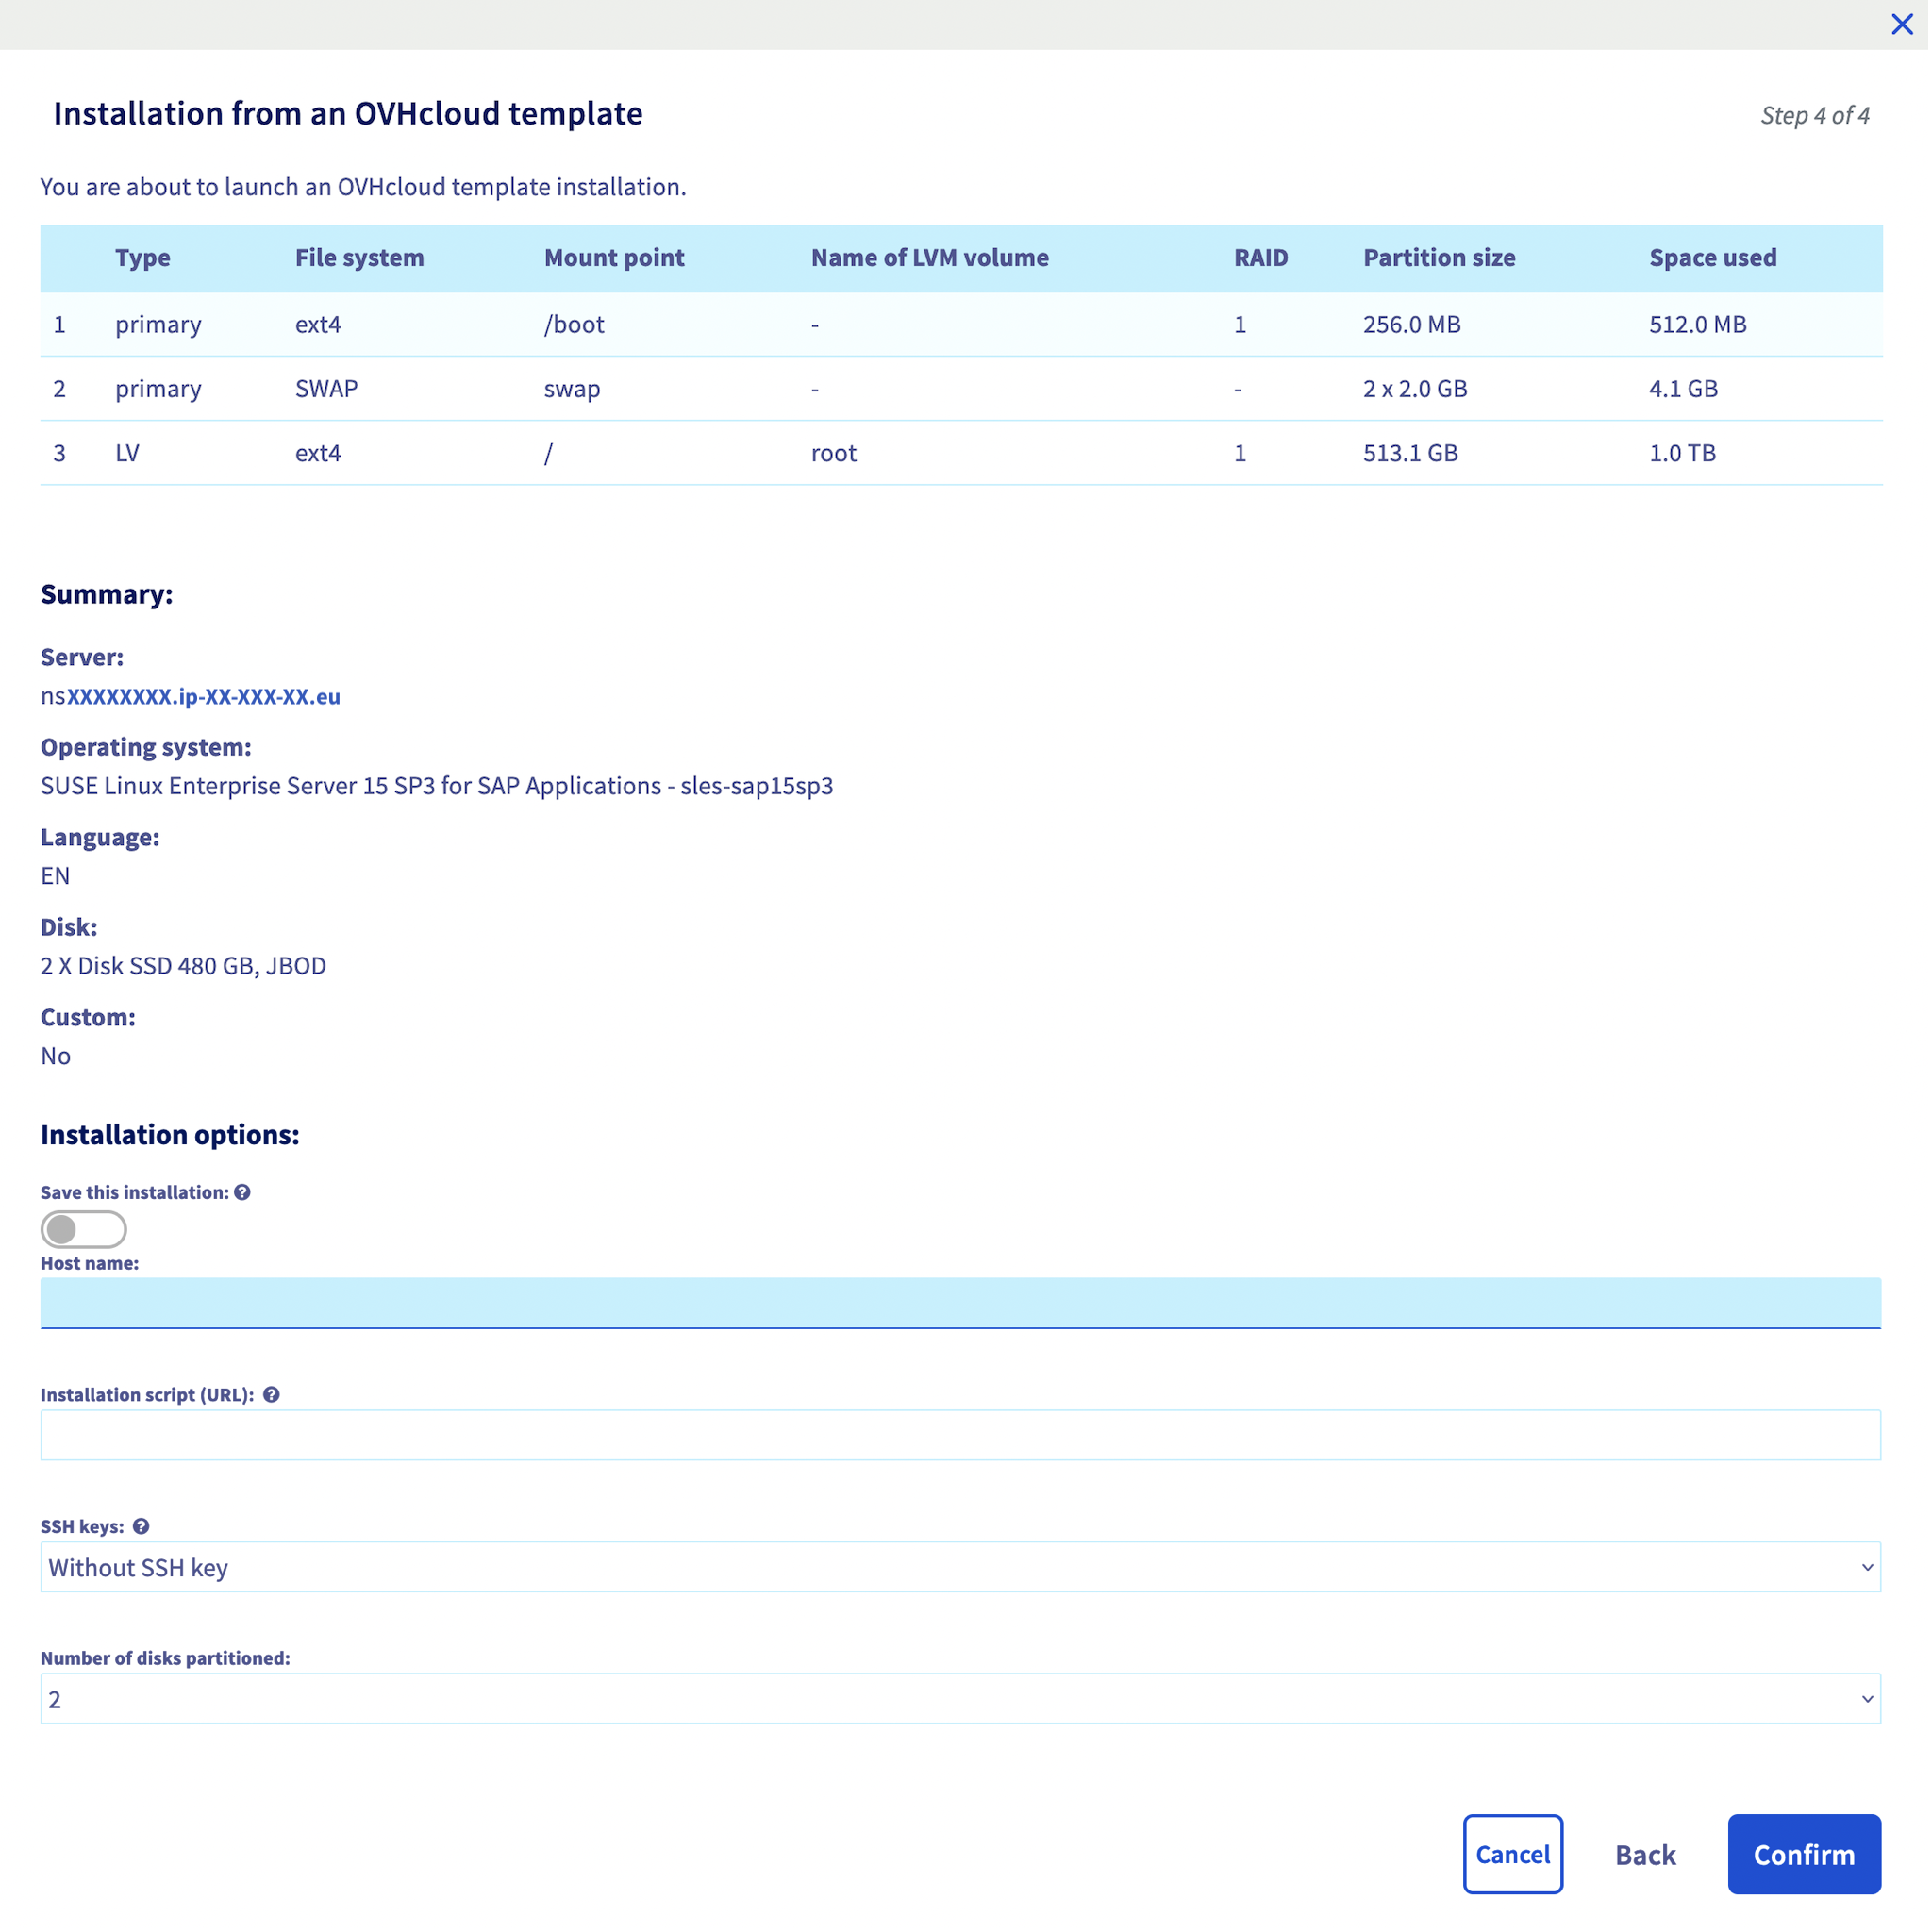 Installation from an OVHcloud template
Step 4 of 4
You are about to launch an OVHcloud template installation.
Type File system Mount point Name of LVM volume RAID Partition size Space used
1 primary ext4 /boot - 1 256.0 MB 512.0 MB
2 primary SWAP swap - - 2 x 2.0 GB 4.1 GB
3 LV ext4 / root 1 513.1 GB 1.0 TB
Summary:
Server:
nsXXXXXXXX.ip-XX-XXX-XX.eu
Operating system:
SUSE Linux Enterprise Server 15 SP3 for SAP Applications - sles-sap15sp3
Language:
EN
Disk:
2 X Disk SSD 480 GB, JBOD
Custom:
No
Installation options:
Save this installation: ?
Host name:
Installation script (URL): ?
SSH keys: ?
Without SSH key
Number of disks partitioned:
2
Cancel Back Confirm